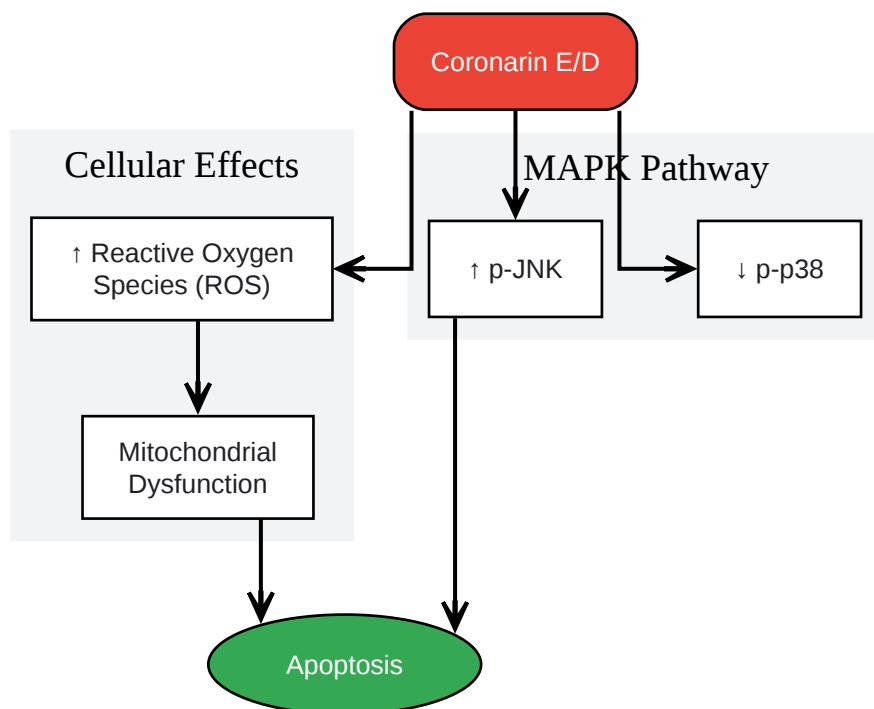 Coronarin E/D
Cellular Effects
MAPK Pathway
↑ Reactive Oxygen
Species (ROS)
↑ p-JNK
↓ p-p38
Mitochondrial
Dysfunction
Apoptosis